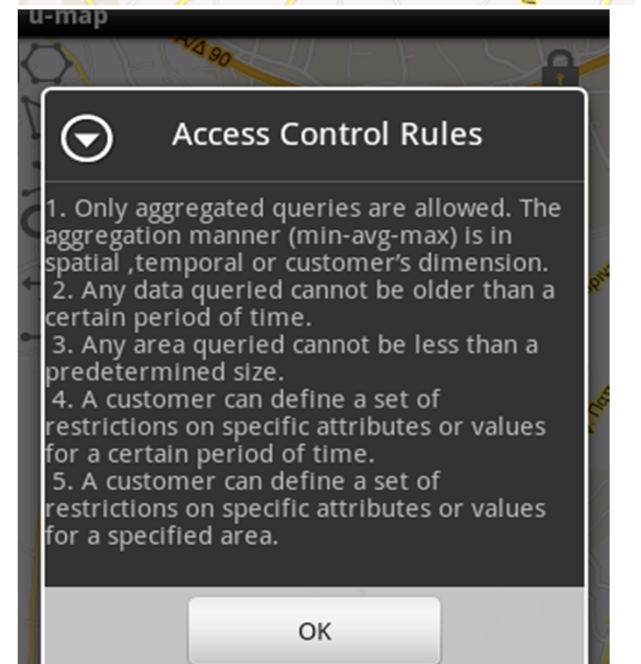 u-map
Α/Δ 90
Access Control Rules
1. Only aggregated queries are allowed. The
aggregation manner (min-avg-max) is in
spatial ,temporal or customer's dimension.
2. Any data queried cannot be older than a
certain period of time.
3. Any area queried cannot be less than a
predetermined size.
4. A customer can define a set of
restrictions on specific attributes or values
for a certain period of time.
5. A customer can define a set of
restrictions on specific attributes or values
for a specified area.
OK